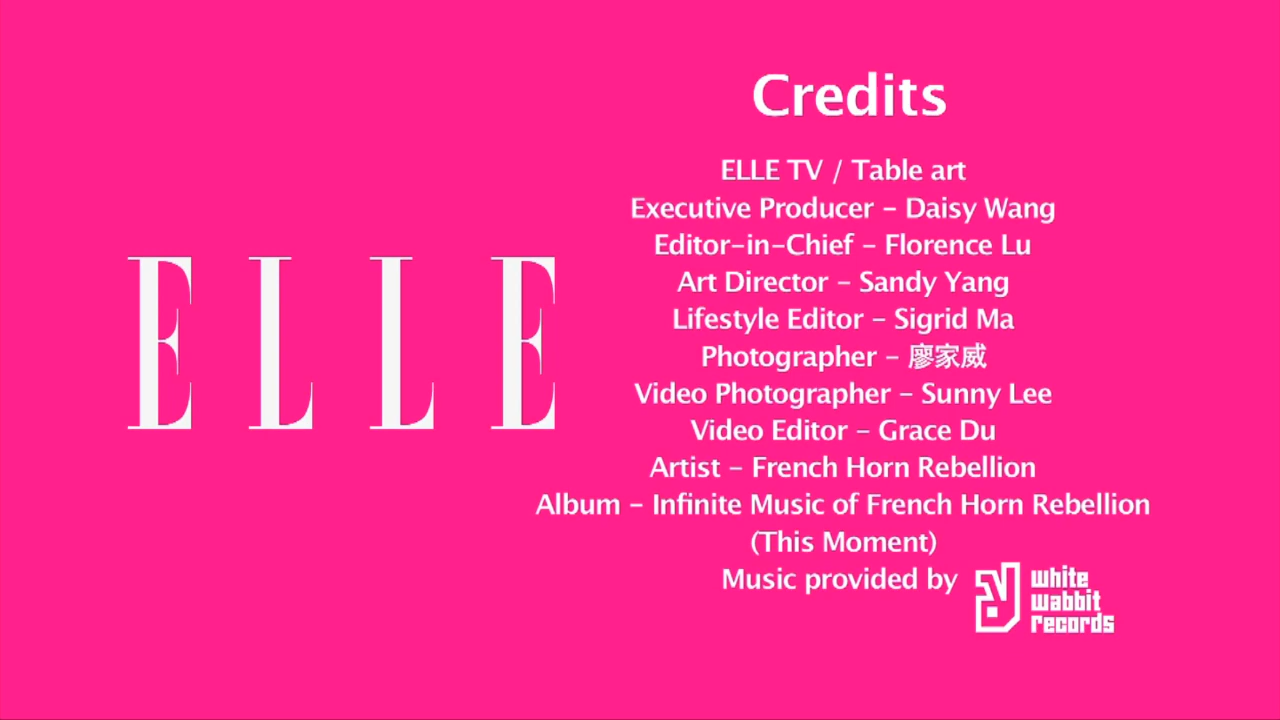 ELLE
Credits
ELLE TV / Table art
Executive Producer – Daisy Wang
Editor-in-Chief – Florence Lu
Art Director – Sandy Yang
Lifestyle Editor – Sigrid Ma
Photographer – 廖家威
Video Photographer – Sunny Lee
Video Editor – Grace Du
Artist – French Horn Rebellion
Album – Infinite Music of French Horn Rebellion
(This Moment)
Music provided by
white
wabbit
records